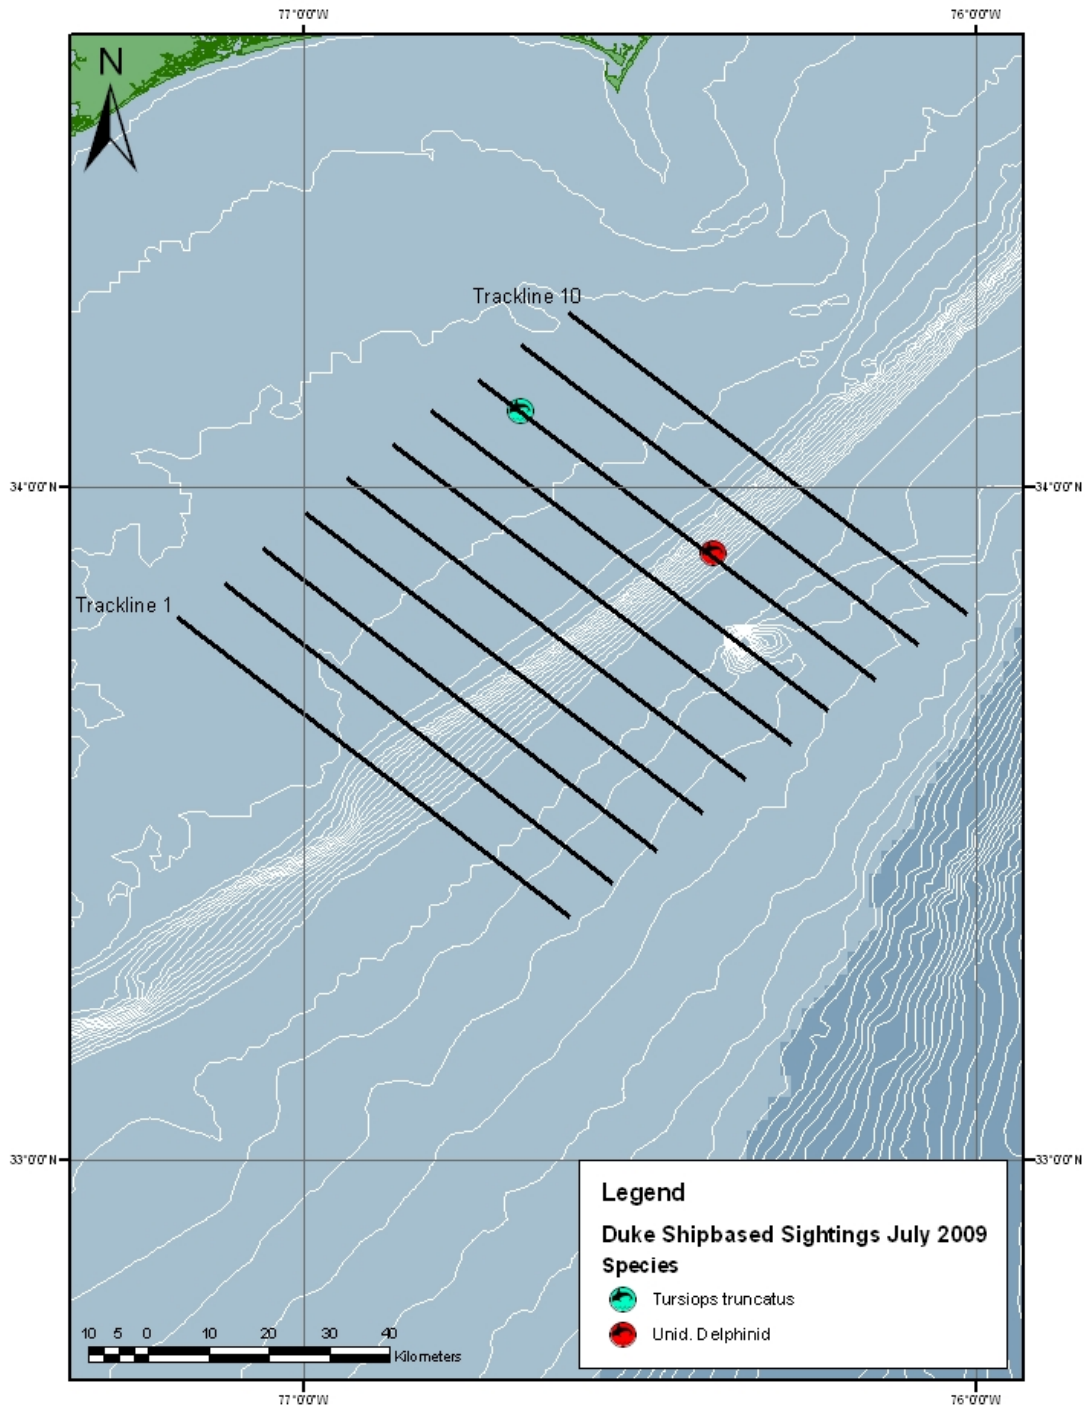 77°0'0"W 76°0'0"W
N
Trackline 10
34°0'0"N 34°0'0"N
Trackline 1
33°0'0"N 33°0'0"N
Legend
Duke Shipbased Sightings July 2009
Species
Tursiops truncatus
Unid. Delphinid
10 5 0 10 20 30 40
Kilometers
77°0'0"W 76°0'0"W